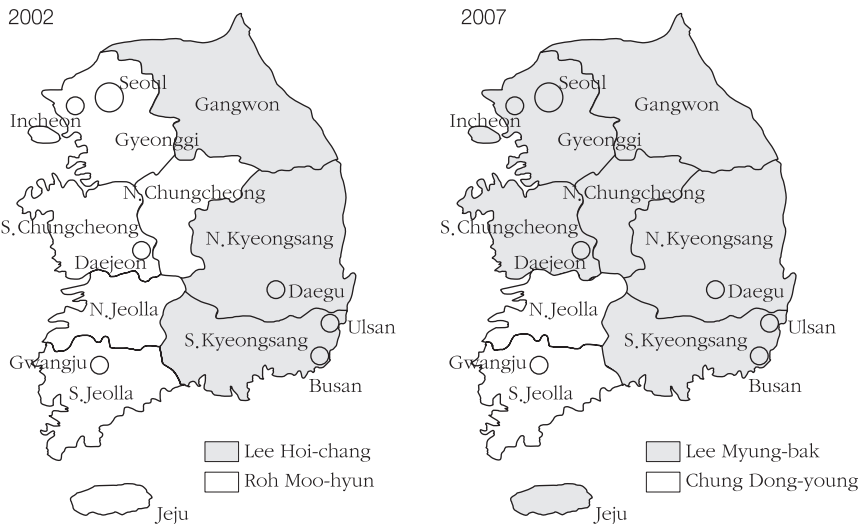 2002
Seoul
Gangwon
Incheon
Gyeonggi
N.Chungcheong
S.Chungcheong
N.Kyeongsang
Daejeon
Daegu
N.Jeolla
Ulsan
S.Kyeongsang
Gwangju
Busan
S.Jeolla
Lee Hoi-chang
Roh Moo-hyun
Jeju
2007
Seoul
Gangwon
Incheon
Gyeonggi
N.Chungcheong
S.Chungcheong
N.Kyeongsang
Daejeon
Daegu
N.Jeolla
Ulsan
S.Kyeongsang
Gwangju
Busan
S.Jeolla
Lee Myung-bak
Chung Dong-young
Jeju